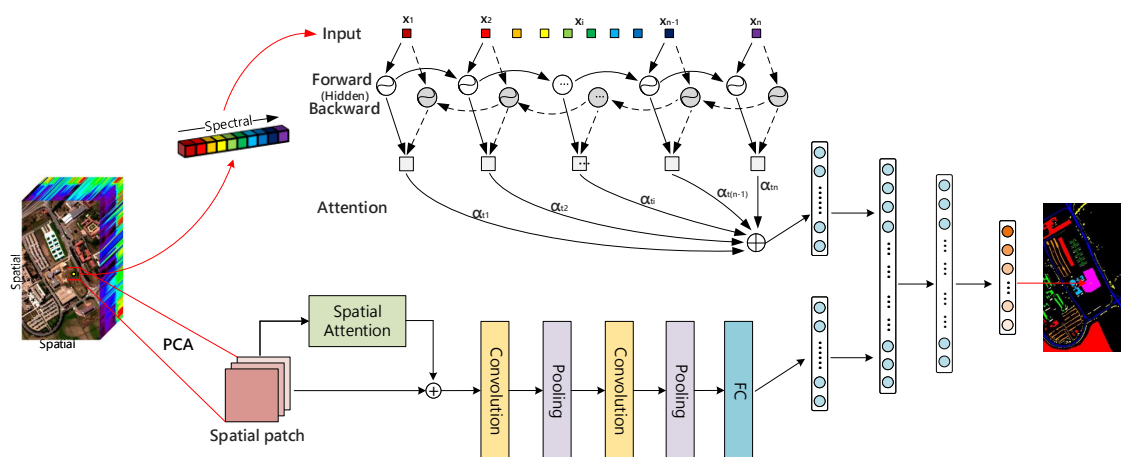 Input
x1 x2 xi xn-1 xn
Forward
(Hidden)
Backward
...
...
Spectral
...
Attention
αt1 αt2 αti αt(n-1) αtn
Spatial
Spatial
PCA
Spatial
Attention
Spatial patch
Convolution
Pooling
Convolution
Pooling
FC